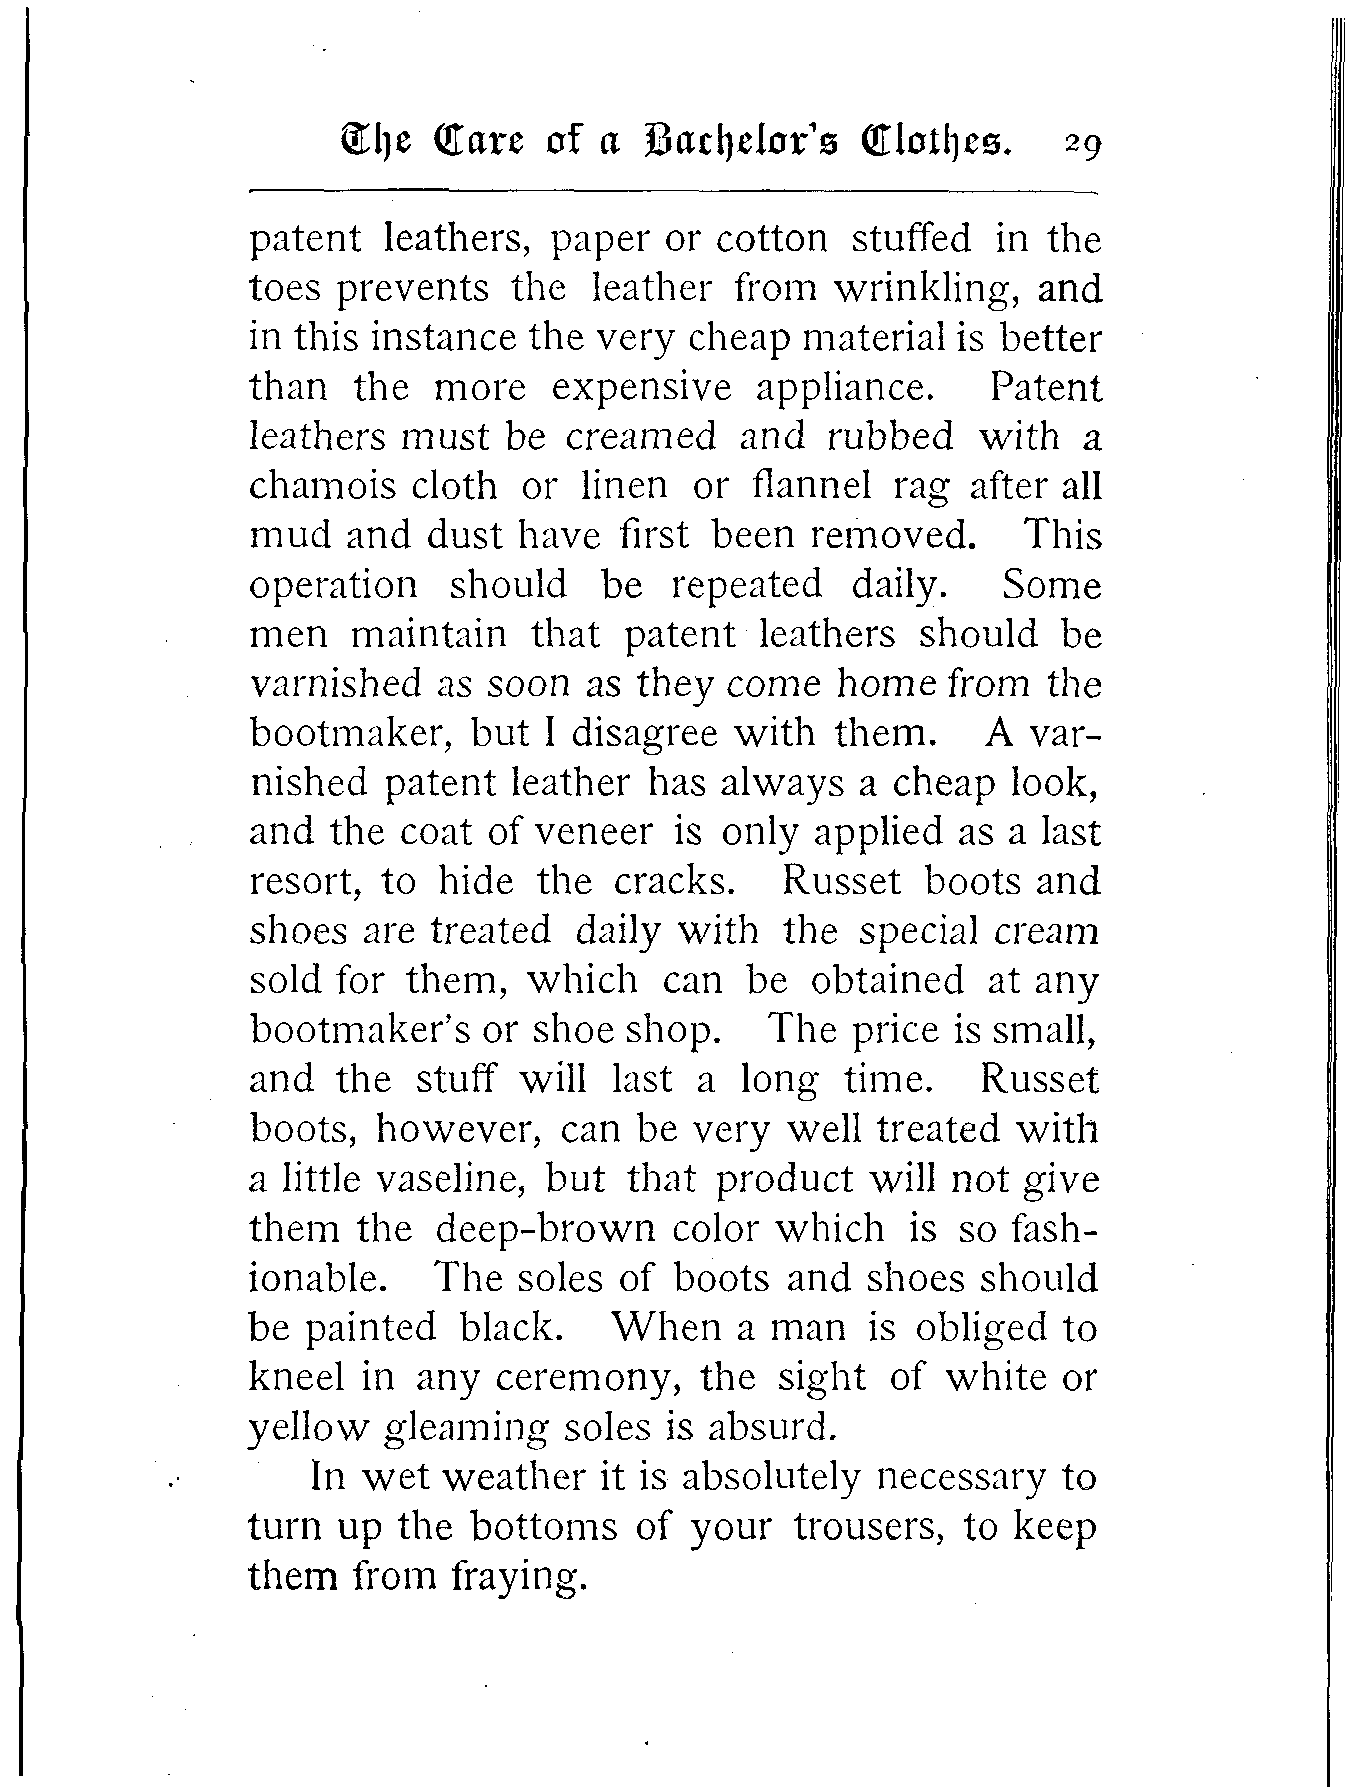 The Care of a Bachelor's Clothes. 29
patent leathers, paper or cotton stuffed in the
toes prevents the leather from wrinkling, and
in this instance the very cheap material is better
than the more expensive appliance. Patent
leathers must be creamed and rubbed with a
chamois cloth or linen or flannel rag after all
mud and dust have first been removed. This
operation should be repeated daily. Some
men maintain that patent leathers should be
varnished as soon as they come home from the
bootmaker, but I disagree with them. A var-
nished patent leather has always a cheap look,
and the coat of veneer is only applied as a last
resort, to hide the cracks. Russet boots and
shoes are treated daily with the special cream
sold for them, which can be obtained at any
bootmaker's or shoe shop. The price is small,
and the stuff will last a long time. Russet
boots, however, can be very well treated with
a little vaseline, but that product will not give
them the deep-brown color which is so fash-
ionable. The soles of boots and shoes should
be painted black. When a man is obliged to
kneel in any ceremony, the sight of white or
yellow gleaming soles is absurd.
In wet weather it is absolutely necessary to
turn up the bottoms of your trousers, to keep
them from fraying.